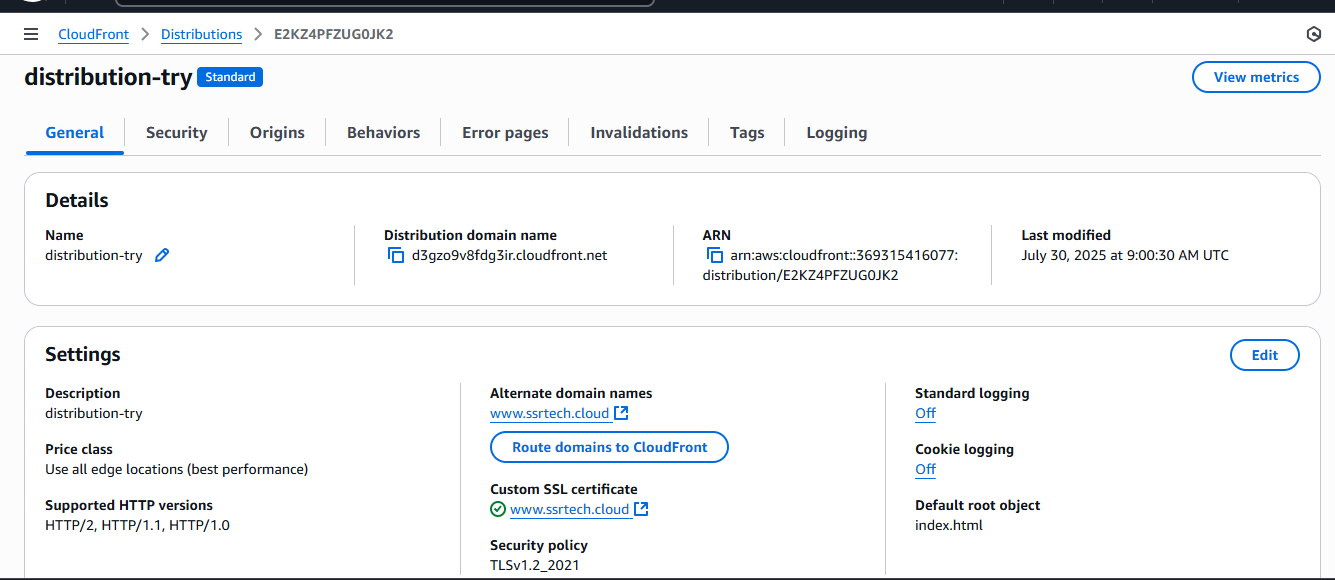 CloudFront > Distributions > E2KZ4PFZUG0JK2
distribution-try Standard
View metrics
General Security Origins Behaviors Error pages Invalidations Tags Logging
Details
Name
distribution-try
Distribution domain name
d3gzo9v8fdg3ir.cloudfront.net
ARN
arn:aws:cloudfront::369315416077:
distribution/E2KZ4PFZUG0JK2
Last modified
July 30, 2025 at 9:00:30 AM UTC
Settings
Edit
Description
distribution-try
Price class
Use all edge locations (best performance)
Supported HTTP versions
HTTP/2, HTTP/1.1, HTTP/1.0
Alternate domain names
www.ssrtech.cloud
Route domains to CloudFront
Custom SSL certificate
www.ssrtech.cloud
Security policy
TLSv1.2_2021
Standard logging
Off
Cookie logging
Off
Default root object
index.html